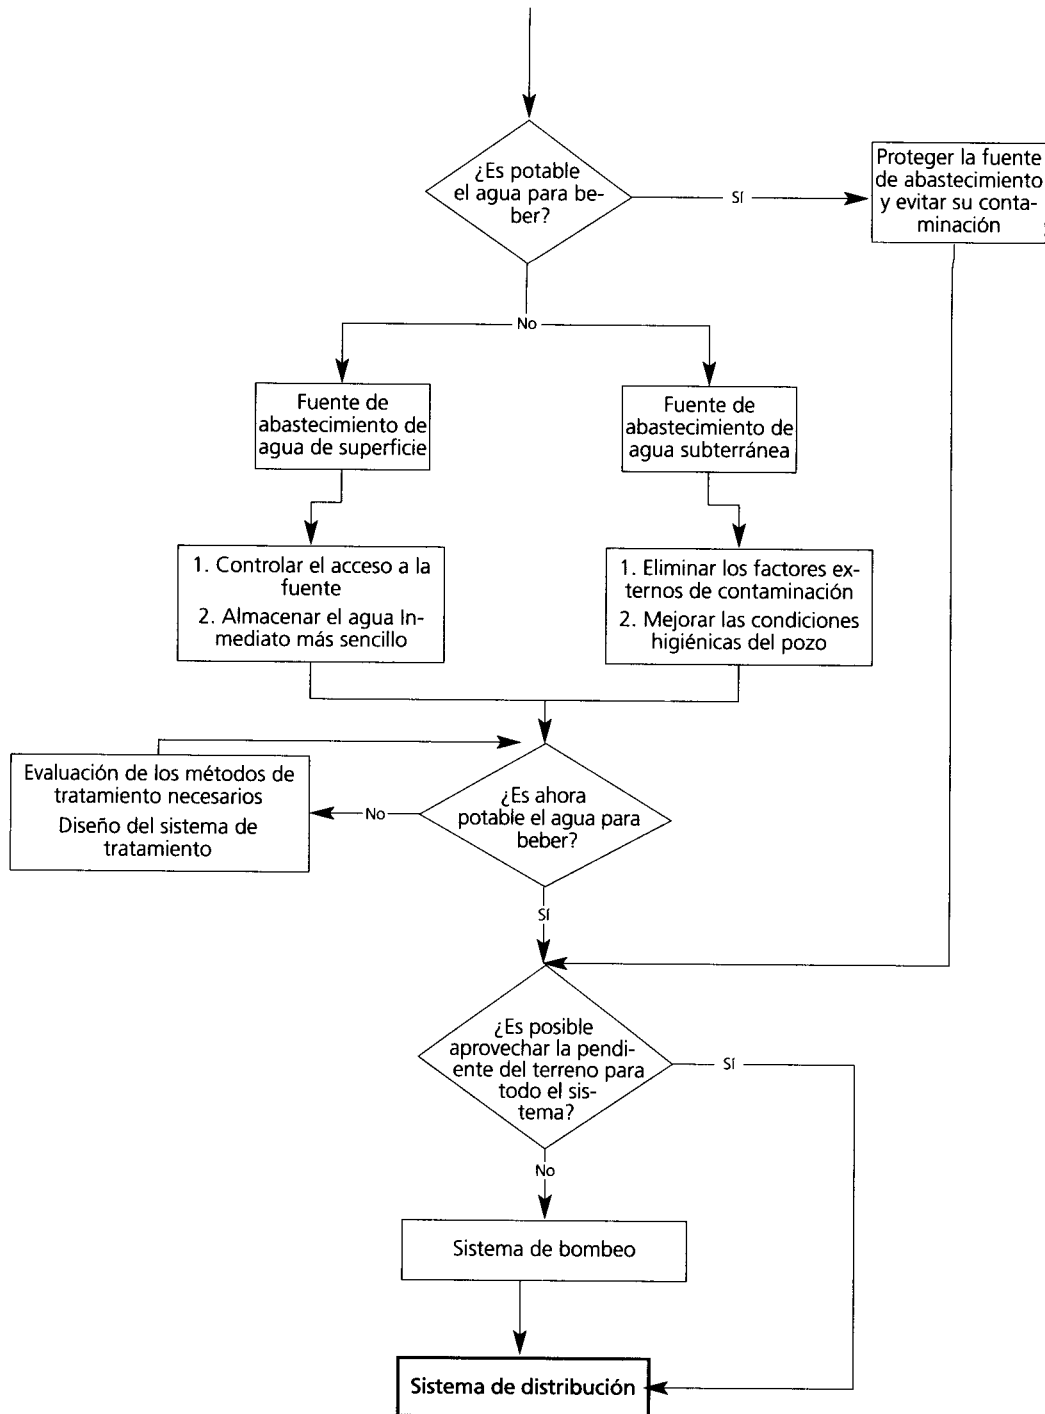 ¿Es potable
el agua para be-
ber?
Sí
Proteger la fuente
de abastecimiento
y evitar su conta-
minación
No
Fuente de
abastecimiento de
agua de superficie
Fuente de
abastecimiento de
agua subterránea
1. Controlar el acceso a la
fuente
2. Almacenar el agua In-
mediato más sencillo
1. Eliminar los factores ex-
ternos de contaminación
2. Mejorar las condiciones
higiénicas del pozo
Evaluación de los métodos de
tratamiento necesarios
Diseño del sistema de
tratamiento
No
¿Es ahora
potable el agua para
beber?
Sí
¿Es posible
aprovechar la pendi-
ente del terreno para
todo el sis-
tema?
Sí
No
Sistema de bombeo
Sistema de distribución